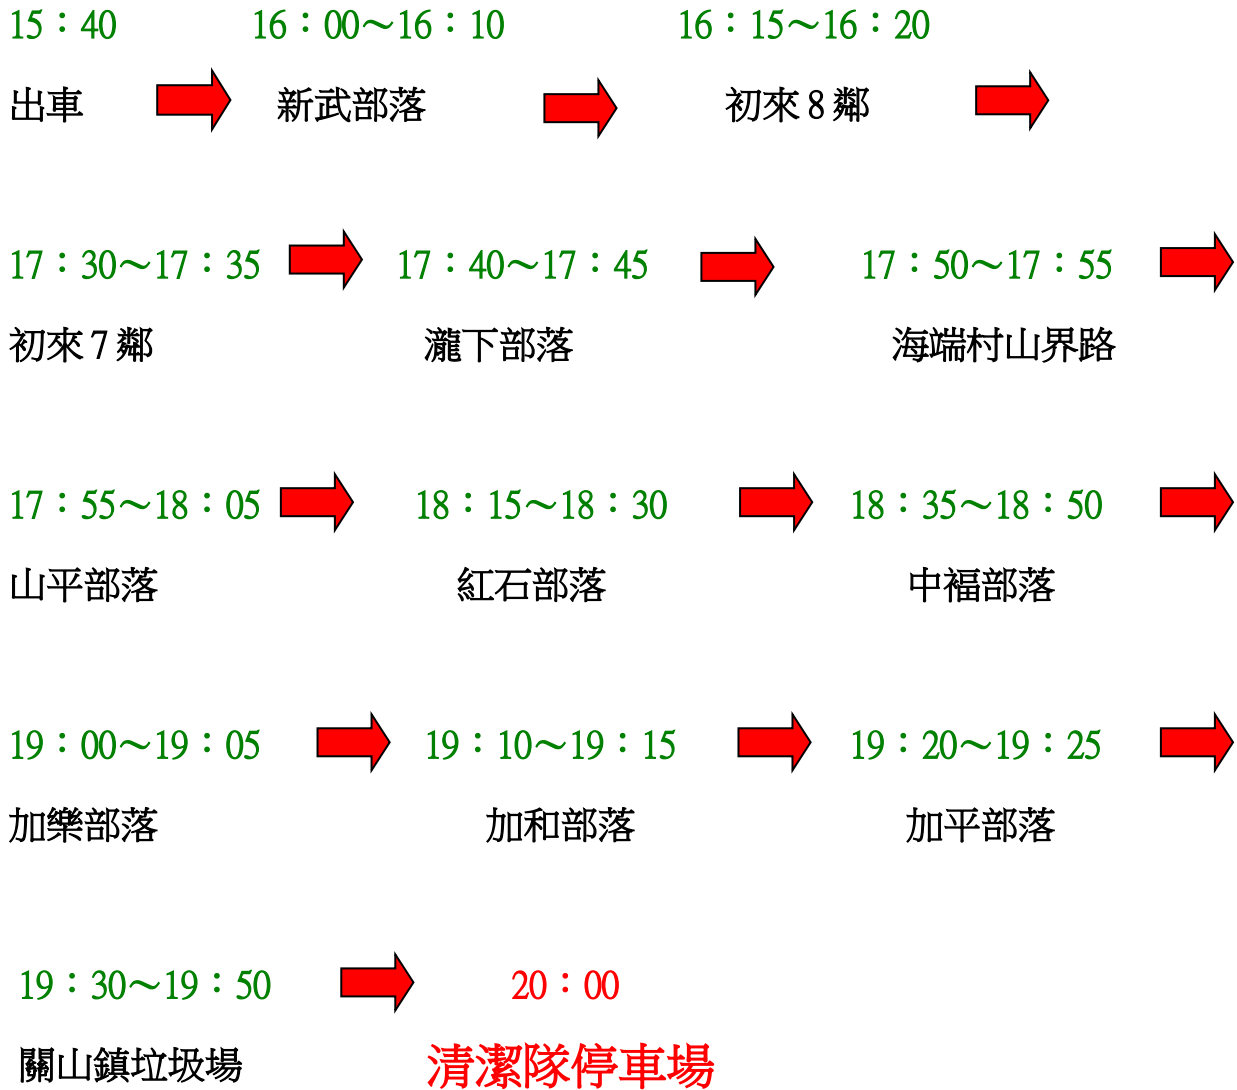 15：40 16：00～16：10 16：15～16：20
出車 新武部落 初來 8 鄰
17：30～17：35 17：40～17：45 17：50～17：55
初來 7 鄰 瀧下部落 海端村山界路
17：55～18：05 18：15～18：30 18：35～18：50
山平部落 紅石部落 中福部落
19：00～19：05 19：10～19：15 19：20～19：25
加樂部落 加和部落 加平部落
19：30～19：50 20：00
關山鎮垃圾場 清潔隊停車場